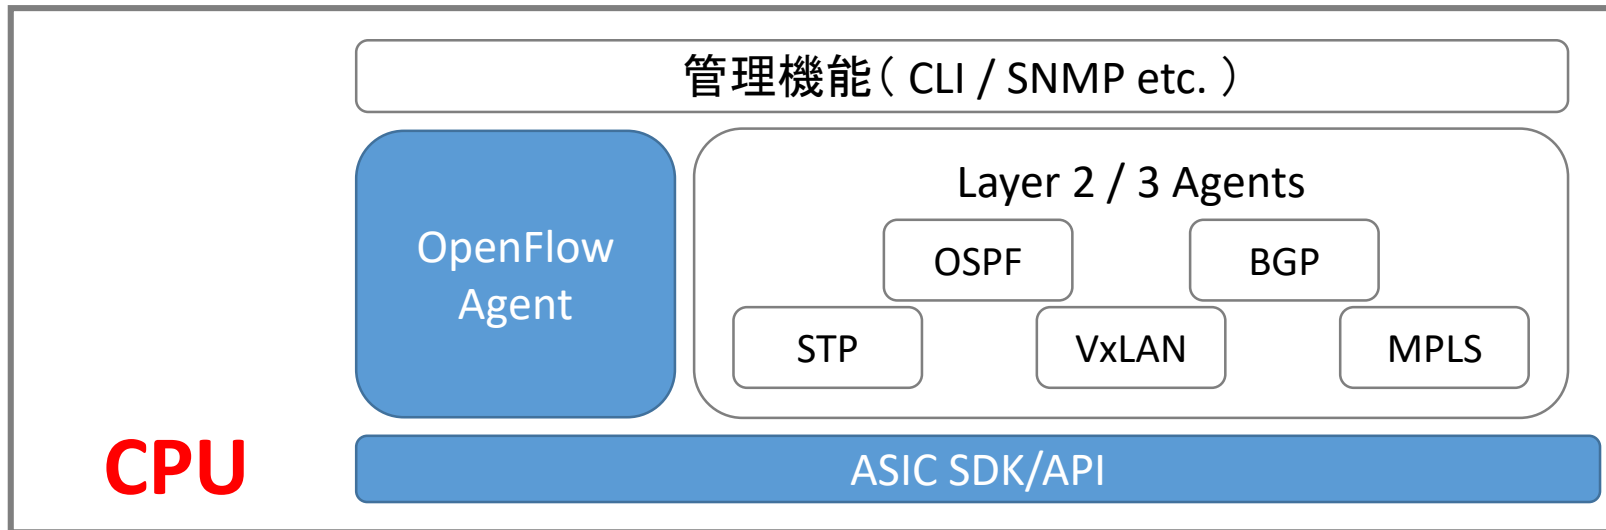 管理機能（ CLI / SNMP etc. ）
OpenFlow
Agent
Layer 2 / 3 Agents
OSPF
BGP
STP
VxLAN
MPLS
CPU
ASIC SDK/API